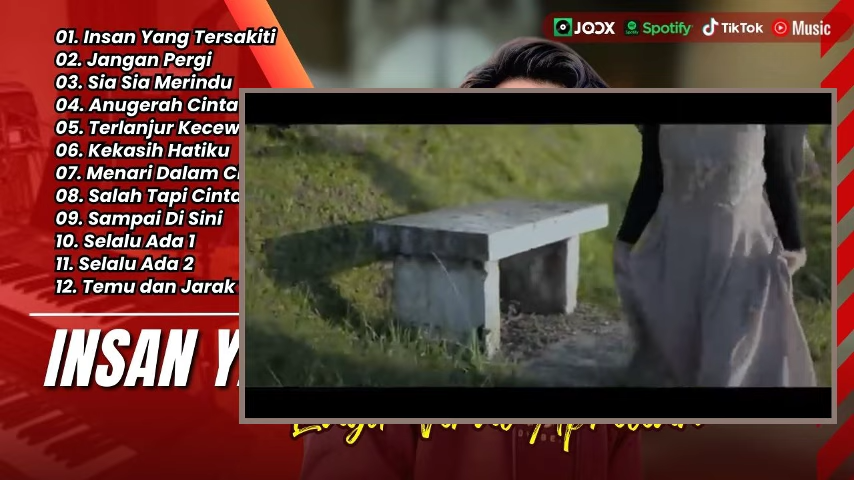 01. Insan Yang Tersakiti
02. Jangan Pergi
03. Sia Sia Merindu
04. Anugerah Cinta
05. Terlanjur Kecew
06. Kekasih Hatiku
07. Menari Dalam
08. Salah Tapi Cinta
09. Sampai Di Sini
10. Selalu Ada 1
11. Selalu Ada 2
12. Temu dan Jarak
JOOX Spotify TikTok Music
INSAN